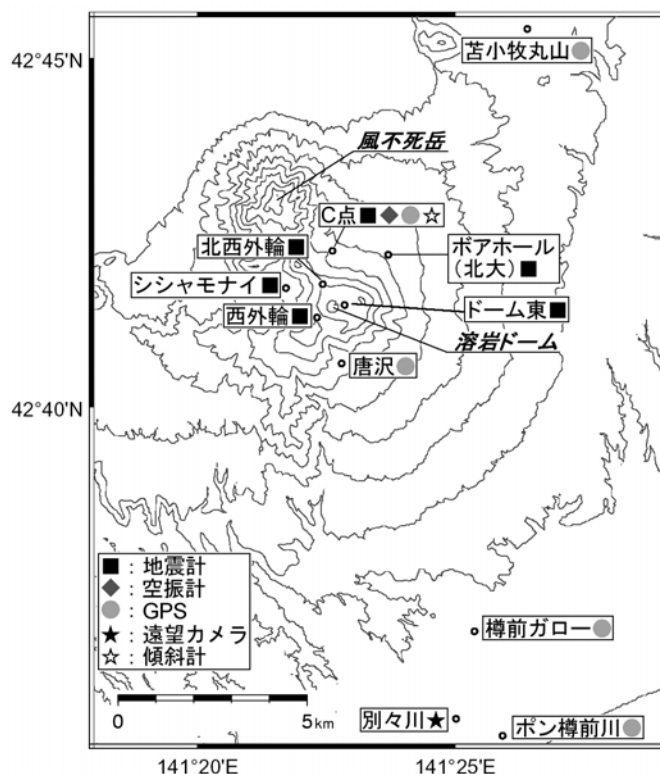 42°45'N
苫小牧丸山
風不死岳
C点
北西外輪
ボアホール
(北大)
シシャモナイ
ドーム東
西外輪
溶岩ドーム
唐沢
42°40'N
■ : 地震計
◆ : 空振計
● : GPS
★ : 遠望カメラ
☆ : 傾斜計
樽前ガロー
0 5km
別々川
ポン樽前川
141°20'E 141°25'E